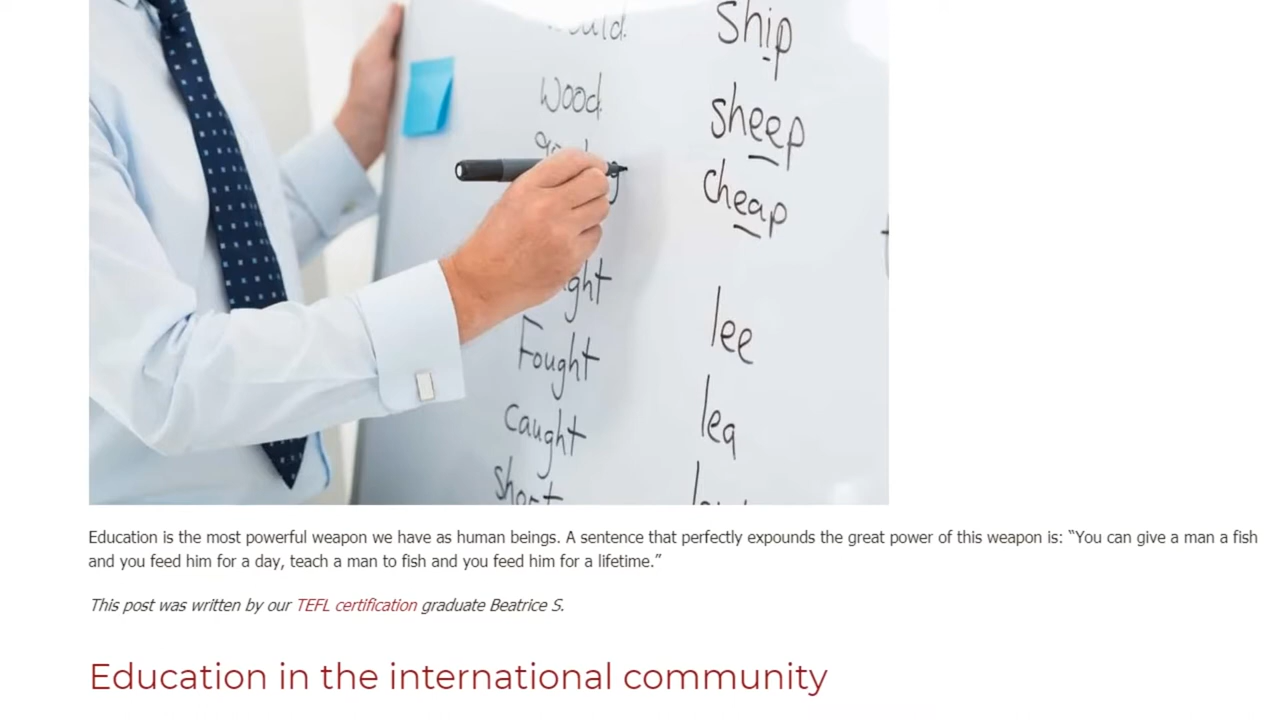 Ship
Wood
sheep
cheap
Fought
lee
caught
lea
short
Education is the most powerful weapon we have as human beings. A sentence that perfectly expounds the great power of this weapon is: “You can give a man a fish
and you feed him for a day, teach a man to fish and you feed him for a lifetime.”
This post was written by our TEFL certification graduate Beatrice S.
Education in the international community